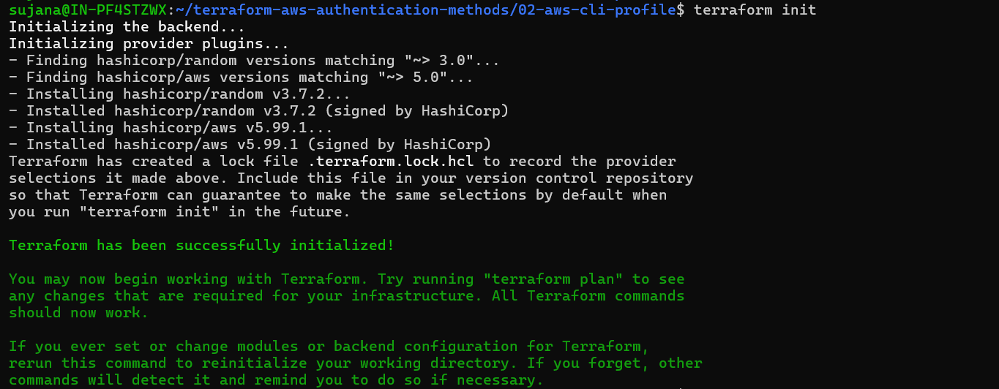 sujana@IN-PF4STZWX:~/terraform-aws-authentication-methods/02-aws-cli-profile$ terraform init
Initializing the backend...
Initializing provider plugins...
- Finding hashicorp/random versions matching "~> 3.0"...
- Finding hashicorp/aws versions matching "~> 5.0"...
- Installing hashicorp/random v3.7.2...
- Installed hashicorp/random v3.7.2 (signed by HashiCorp)
- Installing hashicorp/aws v5.99.1...
- Installed hashicorp/aws v5.99.1 (signed by HashiCorp)
Terraform has created a lock file .terraform.lock.hcl to record the provider
selections it made above. Include this file in your version control repository
so that Terraform can guarantee to make the same selections by default when
you run "terraform init" in the future.

Terraform has been successfully initialized!

You may now begin working with Terraform. Try running "terraform plan" to see
any changes that are required for your infrastructure. All Terraform commands
should now work.

If you ever set or change modules or backend configuration for Terraform,
rerun this command to reinitialize your working directory. If you forget, other
commands will detect it and remind you to do so if necessary.